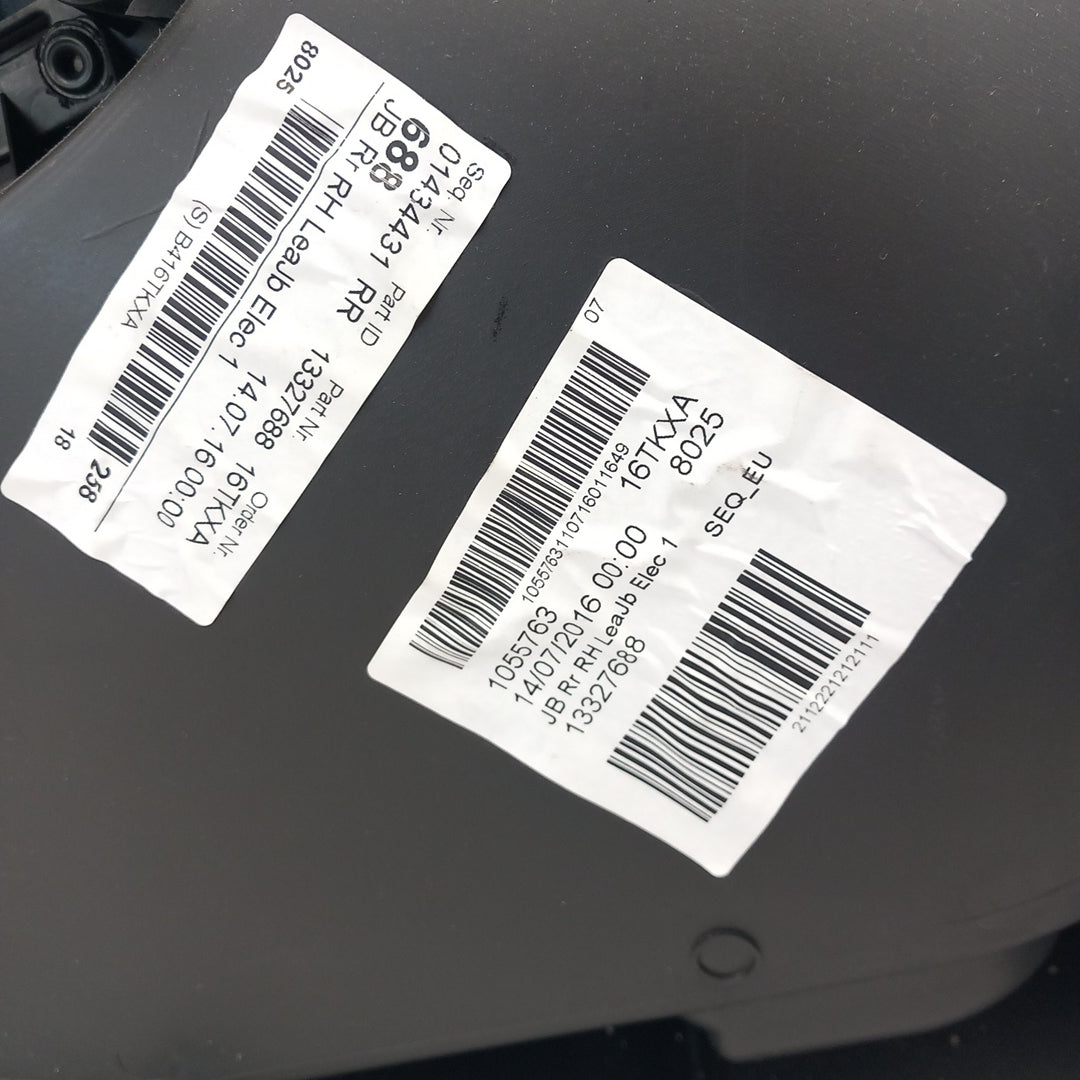 8025
(S) B416TKXA
18
258
Seq. Nr. Part ID Part Nr. Order Nr.
01434431 RR 13327688 16TKXA
688
JB Rr RH LeaJb Elec 1 14.07.16 00:00
07
1055763110716011649
16TKXA
8025
1055763
14/07/2016 00:00
JB Rr RH LeaJb Elec 1
13327688
SEQ_EU
211222121211